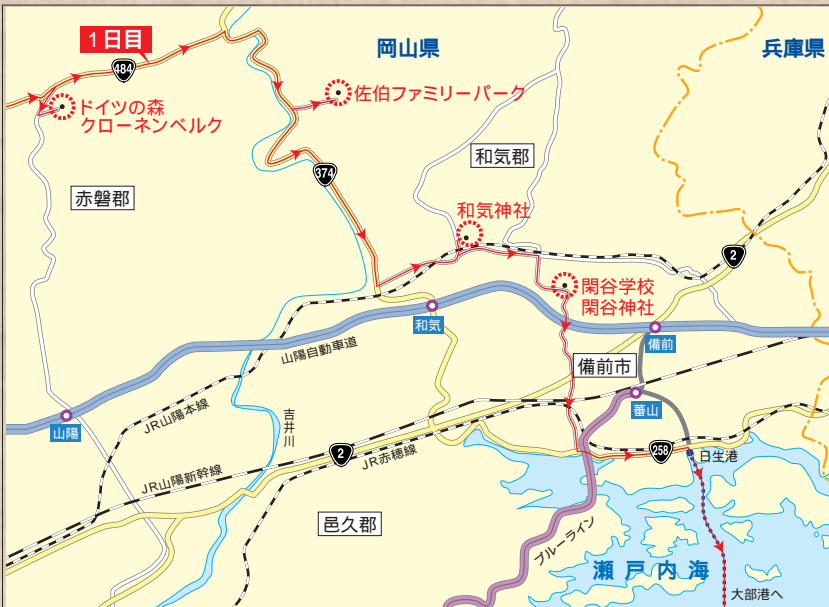 1日目
岡山県
兵庫県
484
ドイツの森
クローネンベルク
佐伯ファミリーパーク
和気郡
374
赤磐郡
和気神社
2
閑谷学校
閑谷神社
和気
備前
山陽自動車道
備前市
蕃山
山陽
JR山陽本線
吉井川
2
JR赤穂線
258
日生港
JR山陽新幹線
邑久郡
ブルーライン
瀬戸内海
大部港へ